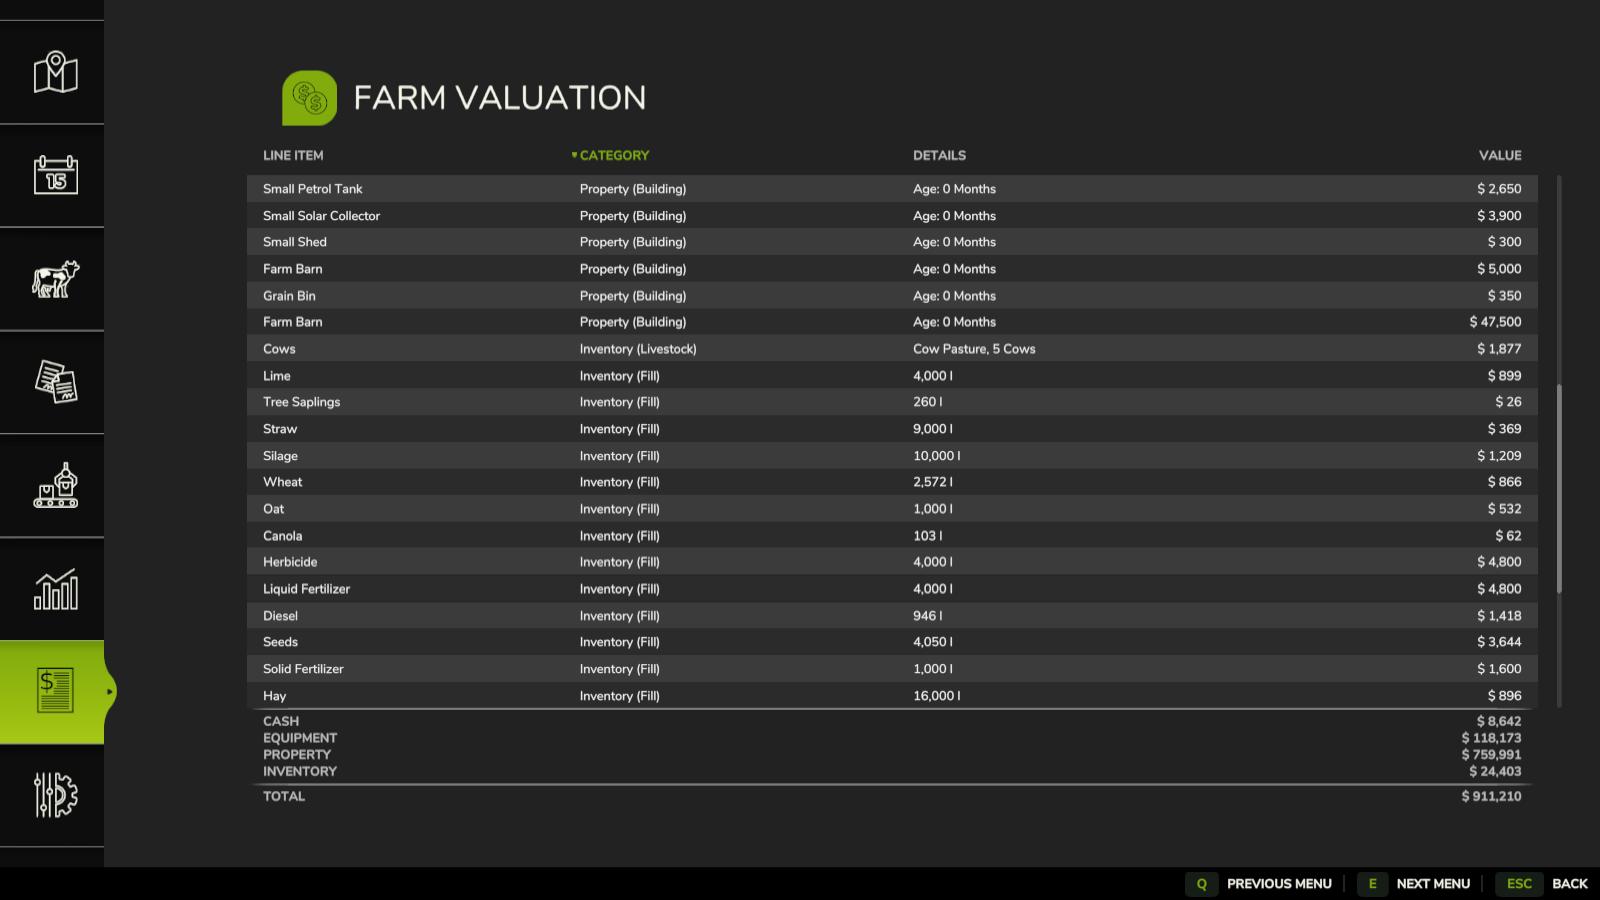 15
FARM VALUATION
LINE ITEM CATEGORY DETAILS VALUE
Small Petrol Tank Property (Building) Age: 0 Months $ 2,650
Small Solar Collector Property (Building) Age: 0 Months $ 3,900
Small Shed Property (Building) Age: 0 Months $ 300
Farm Barn Property (Building) Age: 0 Months $ 5,000
Grain Bin Property (Building) Age: 0 Months $ 350
Farm Barn Property (Building) Age: 0 Months $ 47,500
Cows Inventory (Livestock) Cow Pasture, 5 Cows $ 1,877
Lime Inventory (Fill) 4,000 l $ 899
Tree Saplings Inventory (Fill) 260 l $ 26
Straw Inventory (Fill) 9,000 l $ 369
Silage Inventory (Fill) 10,000 l $ 1,209
Wheat Inventory (Fill) 2,572 l $ 866
Oat Inventory (Fill) 1,000 l $ 532
Canola Inventory (Fill) 103 l $ 62
Herbicide Inventory (Fill) 4,000 l $ 4,800
Liquid Fertilizer Inventory (Fill) 4,000 l $ 4,800
Diesel Inventory (Fill) 946 l $ 1,418
Seeds Inventory (Fill) 4,050 l $ 3,644
Solid Fertilizer Inventory (Fill) 1,000 l $ 1,600
Hay Inventory (Fill) 16,000 l $ 896
CASH $ 8,642
EQUIPMENT $ 118,173
PROPERTY $ 759,991
INVENTORY $ 24,403
TOTAL $ 911,210
Q PREVIOUS MENU E NEXT MENU ESC BACK